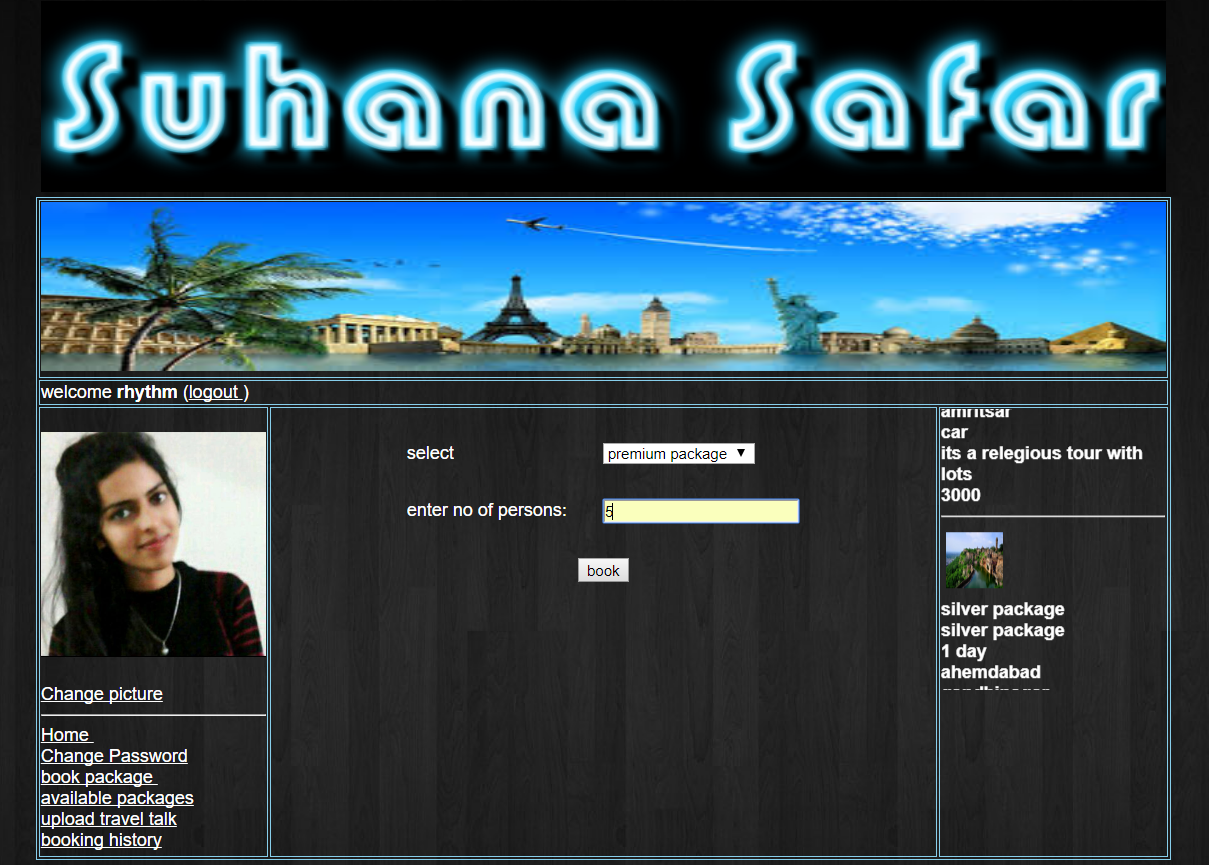 Suhana Safar
welcome rhythm (logout )
select
premium package
enter no of persons:
5
book
Change picture
Home
Change Password
book package
available packages
upload travel talk
booking history
amritsar
car
its a relegious tour with
lots
3000
silver package
silver package
1 day
ahemdabad